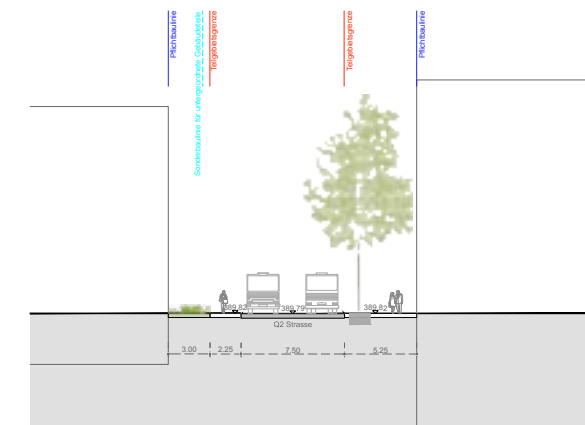 Pflichtbaulinie
Sonderbaulinie für untergeordnete Gebäudeteile
Teilgebietsgrenze
Teilgebietsgrenze
Pflichtbaulinie
389.82
389.79
389.82
Q2 Strasse
3.00
2.25
7.50
5.25